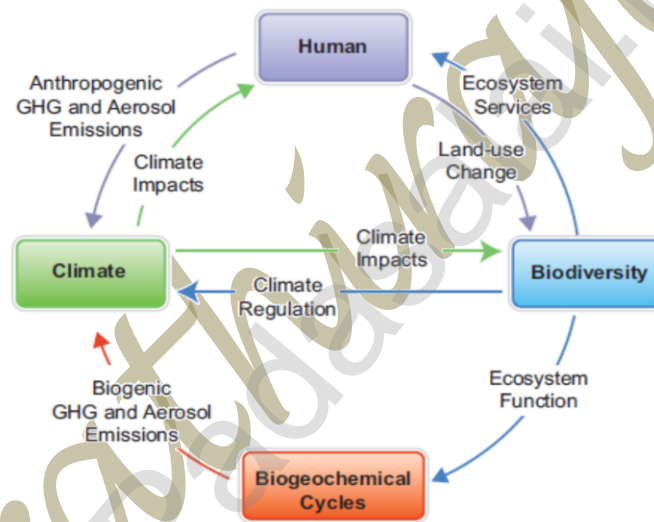 Human
Anthropogenic
GHG and Aerosol
Emissions
Ecosystem
Services
Climate
Impacts
Land-use
Change
Climate
Climate
Impacts
Biodiversity
Climate
Regulation
Biogenic
GHG and Aerosol
Emissions
Ecosystem
Function
Biogeochemical
Cycles